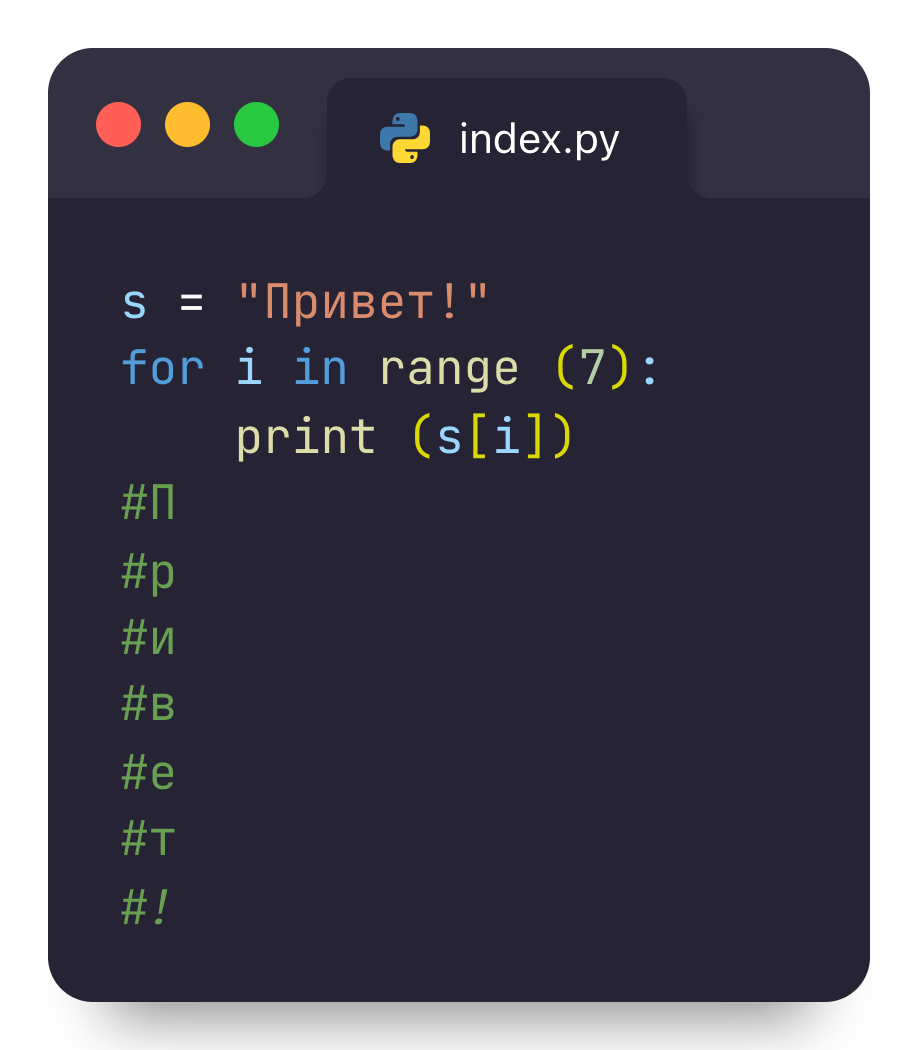 index.py
s = "Привет!"
for i in range (7):
    print (s[i])
#П
#р
#и
#в
#е
#т
#!